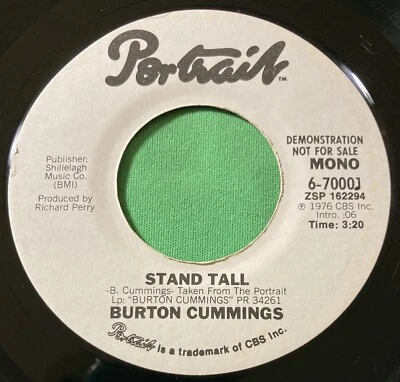 Portrait™
Publisher:
Shillelagh
Music Co.
(BMI)
Produced by
Richard Perry
DEMONSTRATION
NOT FOR SALE
MONO
6-70001
ZSP 162294
℗ 1976 CBS Inc.
Intro. :06
Time: 3:20
STAND TALL
-B. Cummings- Taken From The Portrait
Lp: "BURTON CUMMINGS" PR 34261
BURTON CUMMINGS
Portrait is a trademark of CBS Inc.